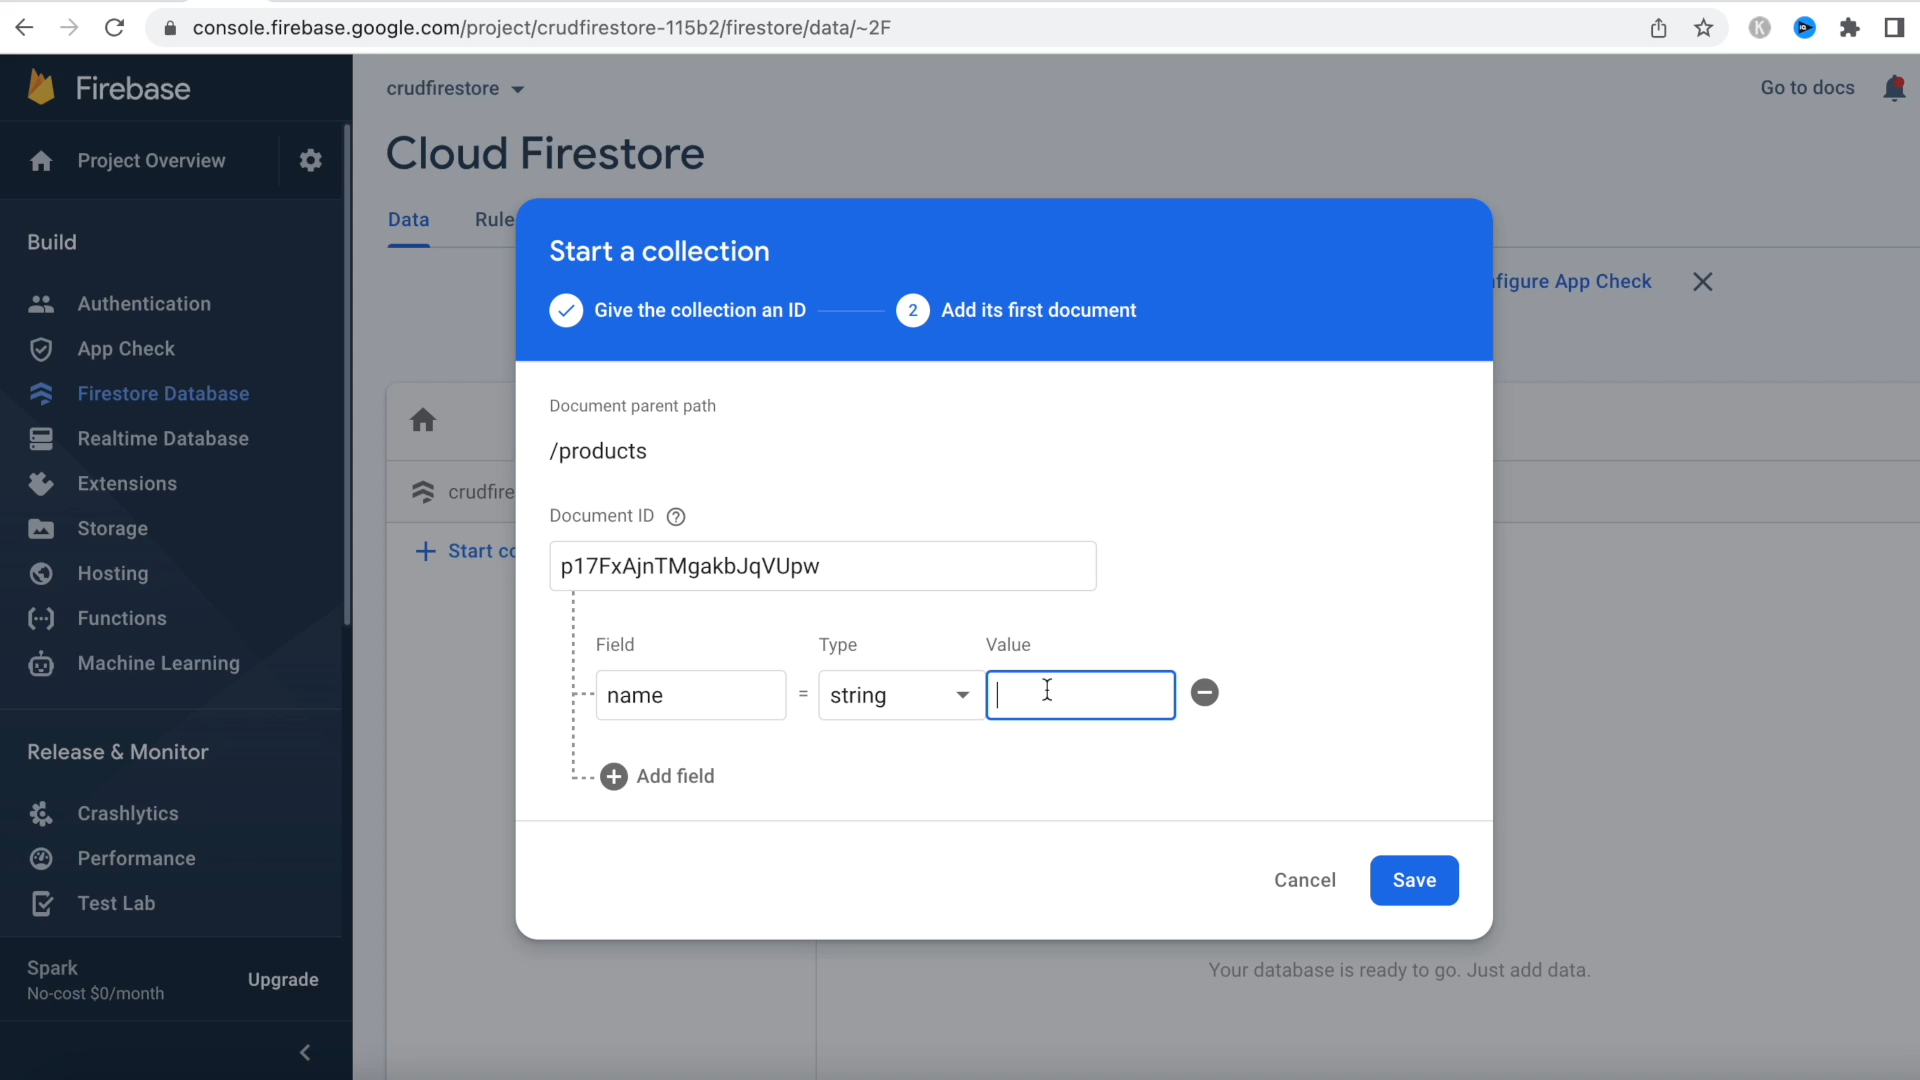 console.firebase.google.com/project/crudfirestore-115b2/firestore/data/~2F
K
Firebase
Project Overview
Build
Authentication
App Check
Firestore Database
Realtime Database
Extensions
Storage
Hosting
Functions
Machine Learning
Release & Monitor
Crashlytics
Performance
Test Lab
Spark
No-cost $0/month
Upgrade
crudfirestore
Go to docs
Cloud Firestore
Data
Rule
figure App Check
crudfire
Start co
Start a collection
Give the collection an ID
2 Add its first document
Document parent path
/products
Document ID
p17FxAjnTMgakbJqVUpw
Field Type Value
name = string
Add field
Cancel Save
Your database is ready to go. Just add data.